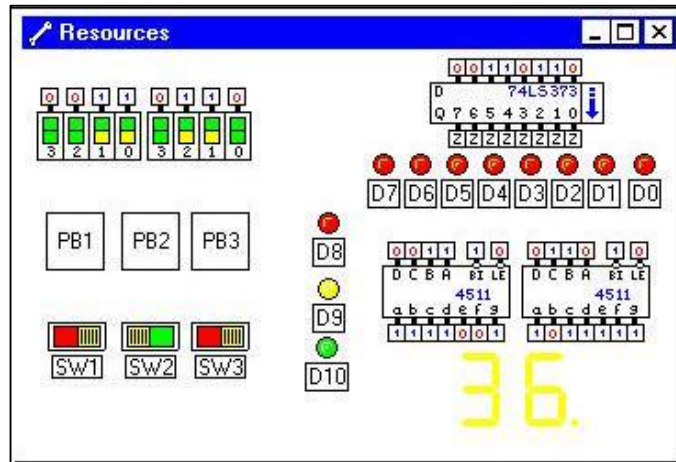 Resources
0 0 1 1 0 1 1 0
D 74LS373
Q 7 6 5 4 3 2 1 0
Z Z Z Z Z Z Z Z
0 0 1 1 0 1 1 0
3 2 1 0 3 2 1 0
D7 D6 D5 D4 D3 D2 D1 D0
PB1 PB2 PB3
D8
0 0 1 1 1 0 0 1 1 0 1 0
D C B A BI LE D C B A BI LE
4511 4511
a b c d e f g a b c d e f g
1 1 1 1 0 0 1 1 0 1 1 1 1 1
D9
SW1 SW2 SW3
D10
36.